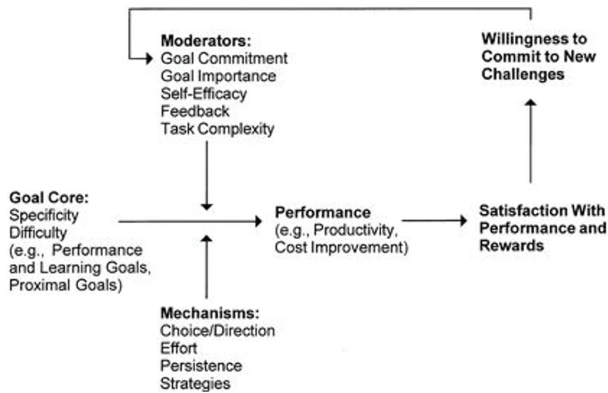 Moderators:
Goal Commitment
Goal Importance
Self-Efficacy
Feedback
Task Complexity
Willingness to
Commit to New
Challenges
Goal Core:
Specificity
Difficulty
(e.g., Performance
and Learning Goals,
Proximal Goals)
Performance
(e.g., Productivity,
Cost Improvement)
Satisfaction With
Performance and
Rewards
Mechanisms:
Choice/Direction
Effort
Persistence
Strategies